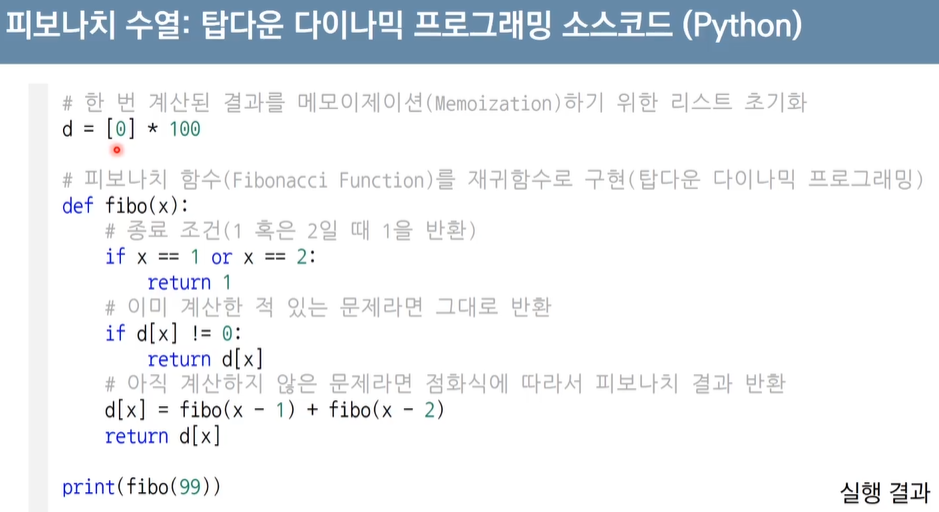 피보나치 수열: 탑다운 다이나믹 프로그래밍 소스코드 (Python)
# 한 번 계산된 결과를 메모이제이션(Memoization)하기 위한 리스트 초기화
d = [0] * 100
# 피보나치 함수(Fibonacci Function)를 재귀함수로 구현(탑다운 다이나믹 프로그래밍)
def fibo(x):
    # 종료 조건(1 혹은 2일 때 1을 반환)
    if x == 1 or x == 2:
        return 1
    # 이미 계산한 적 있는 문제라면 그대로 반환
    if d[x] != 0:
        return d[x]
    # 아직 계산하지 않은 문제라면 점화식에 따라서 피보나치 결과 반환
    d[x] = fibo(x - 1) + fibo(x - 2)
    return d[x]
print(fibo(99))
실행 결과